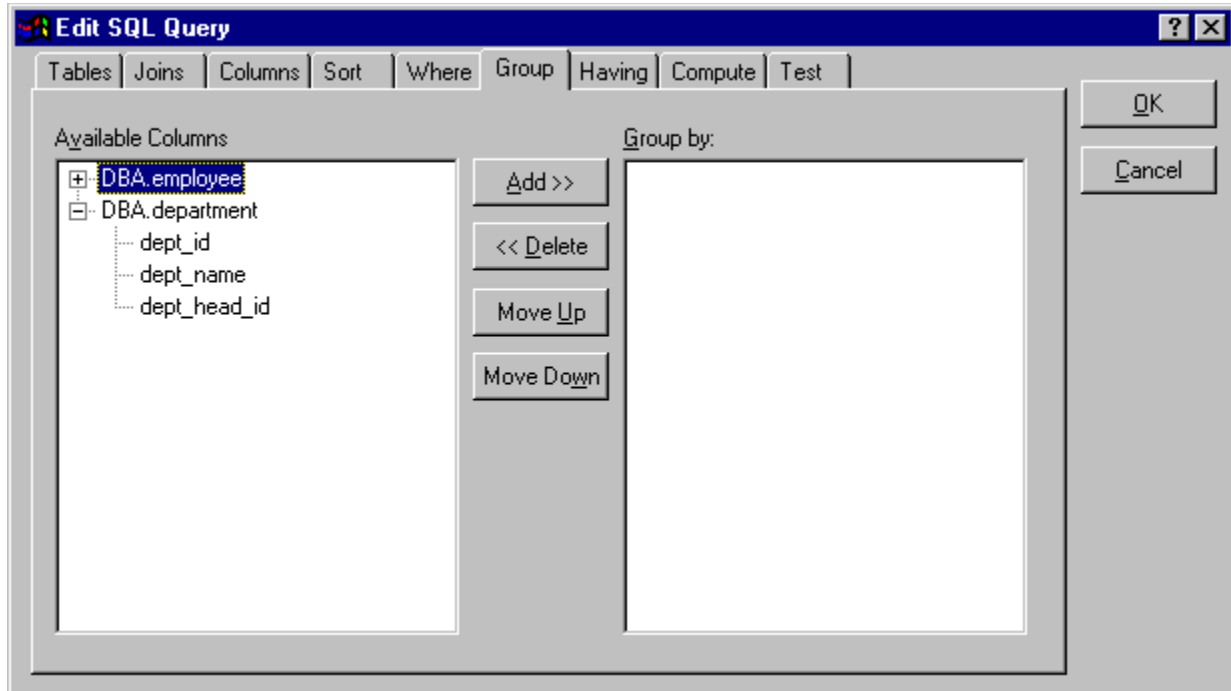 Edit SQL Query
Tables Joins Columns Sort Where Group Having Compute Test
OK
Cancel
Available Columns
DBA.employee
DBA.department
dept_id
dept_name
dept_head_id
Add >>
<< Delete
Move Up
Move Down
Group by: